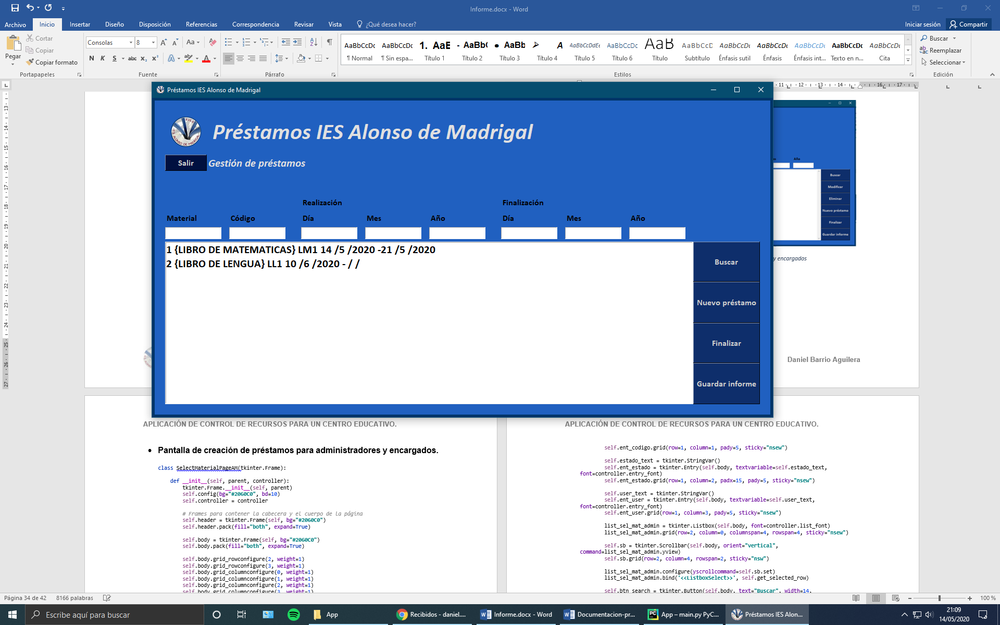 Informe.docx - Word
Archivo Inicio Insertar Diseño Disposición Referencias Correspondencia Revisar Vista ¿Qué desea hacer? Iniciar sesión Compartir
Pegar Cortar Copiar Copiar formato
Portapapeles
Consolas 8
N K S abc x₂ x²
Fuente
Párrafo
AaBbCcDc AaBbCcDc 1. AaE - AaBb( ● AaBb ➢ A AaBbCcDdEe AaBbCcDc AaB AaBbCcD AaBbCcDc AaBbCcDc AaBbCcDc AaBbCcDc AaBbCcDc
¶ Normal ¶ Sin espa... Título 1 Título 2 Título 3 Título 4 Título 5 Título 6 Título Subtítulo Énfasis sutil Énfasis Énfasis int... Texto en n... Cita
Estilos
Buscar
Reemplazar
Seleccionar
Edición
Préstamos IES Alonso de Madrigal
Préstamos IES Alonso de Madrigal
Salir Gestión de préstamos
Realización Finalización
Material Código Día Mes Año Día Mes Año
1 {LIBRO DE MATEMATICAS} LM1 14 /5 /2020 -21 /5 /2020
2 {LIBRO DE LENGUA} LL1 10 /6 /2020 - / /
Buscar
Nuevo préstamo
Finalizar
Guardar informe
Año
Buscar
Modificar
Eliminar
Nuevo préstamo
Finalizar
Guardar informe
y encargados
Daniel Barrio Aguilera
APLICACIÓN DE CONTROL DE RECURSOS PARA UN CENTRO EDUCATIVO.
● Pantalla de creación de préstamos para administradores y encargados.
class SelectMaterialPageAM(tkinter.Frame):
def __init__(self, parent, controller):
tkinter.Frame.__init__(self, parent)
self.config(bg="#2060C0", bd=10)
self.controller = controller
# Frames para contener la cabecera y el cuerpo de la página
self.header = tkinter.Frame(self, bg="#2060C0")
self.header.pack(fill="both", expand=True)
self.body = tkinter.Frame(self, bg="#2060C0")
self.body.pack(fill="both", expand=True)
self.body.grid_rowconfigure(2, weight=1)
self.body.grid_rowconfigure(3, weight=1)
self.body.grid_columnconfigure(0, weight=1)
self.body.grid_columnconfigure(1, weight=1)
self.body.grid_columnconfigure(2, weight=1)
self.body.grid_columnconfigure(3, weight=1)
APLICACIÓN DE CONTROL DE RECURSOS PARA UN CENTRO EDUCATIVO.
self.ent_codigo.grid(row=1, column=1, pady=5, sticky="nsew")
self.estado_text = tkinter.StringVar()
self.ent_estado = tkinter.Entry(self.body, textvariable=self.estado_text,
font=controller.entry_font)
self.ent_estado.grid(row=1, column=2, padx=15, pady=5, sticky="nsew")
self.user_text = tkinter.StringVar()
self.ent_user = tkinter.Entry(self.body, textvariable=self.user_text,
font=controller.entry_font)
self.ent_user.grid(row=1, column=3, pady=5, sticky="nsew")
list_sel_mat_admin = tkinter.Listbox(self.body, font=controller.list_font)
list_sel_mat_admin.grid(row=2, column=0, columnspan=4, rowspan=4, sticky="nsew")
self.sb = tkinter.Scrollbar(self.body, orient="vertical",
command=list_sel_mat_admin.yview)
self.sb.grid(row=2, column=4, rowspan=2, sticky="nsw")
list_sel_mat_admin.configure(yscrollcommand=self.sb.set)
list_sel_mat_admin.bind('<<ListboxSelect>>', self.get_selected_row)
self.btn_search = tkinter.Button(self.body, text="Buscar", width=14,
Página 34 de 42 8166 palabras 100 %
Escribe aquí para buscar
App
Recibidos - daniel....
Informe.docx - Word
Documentacion-pr...
App – main.py PyC...
Préstamos IES Alon...
21:09
14/05/2020